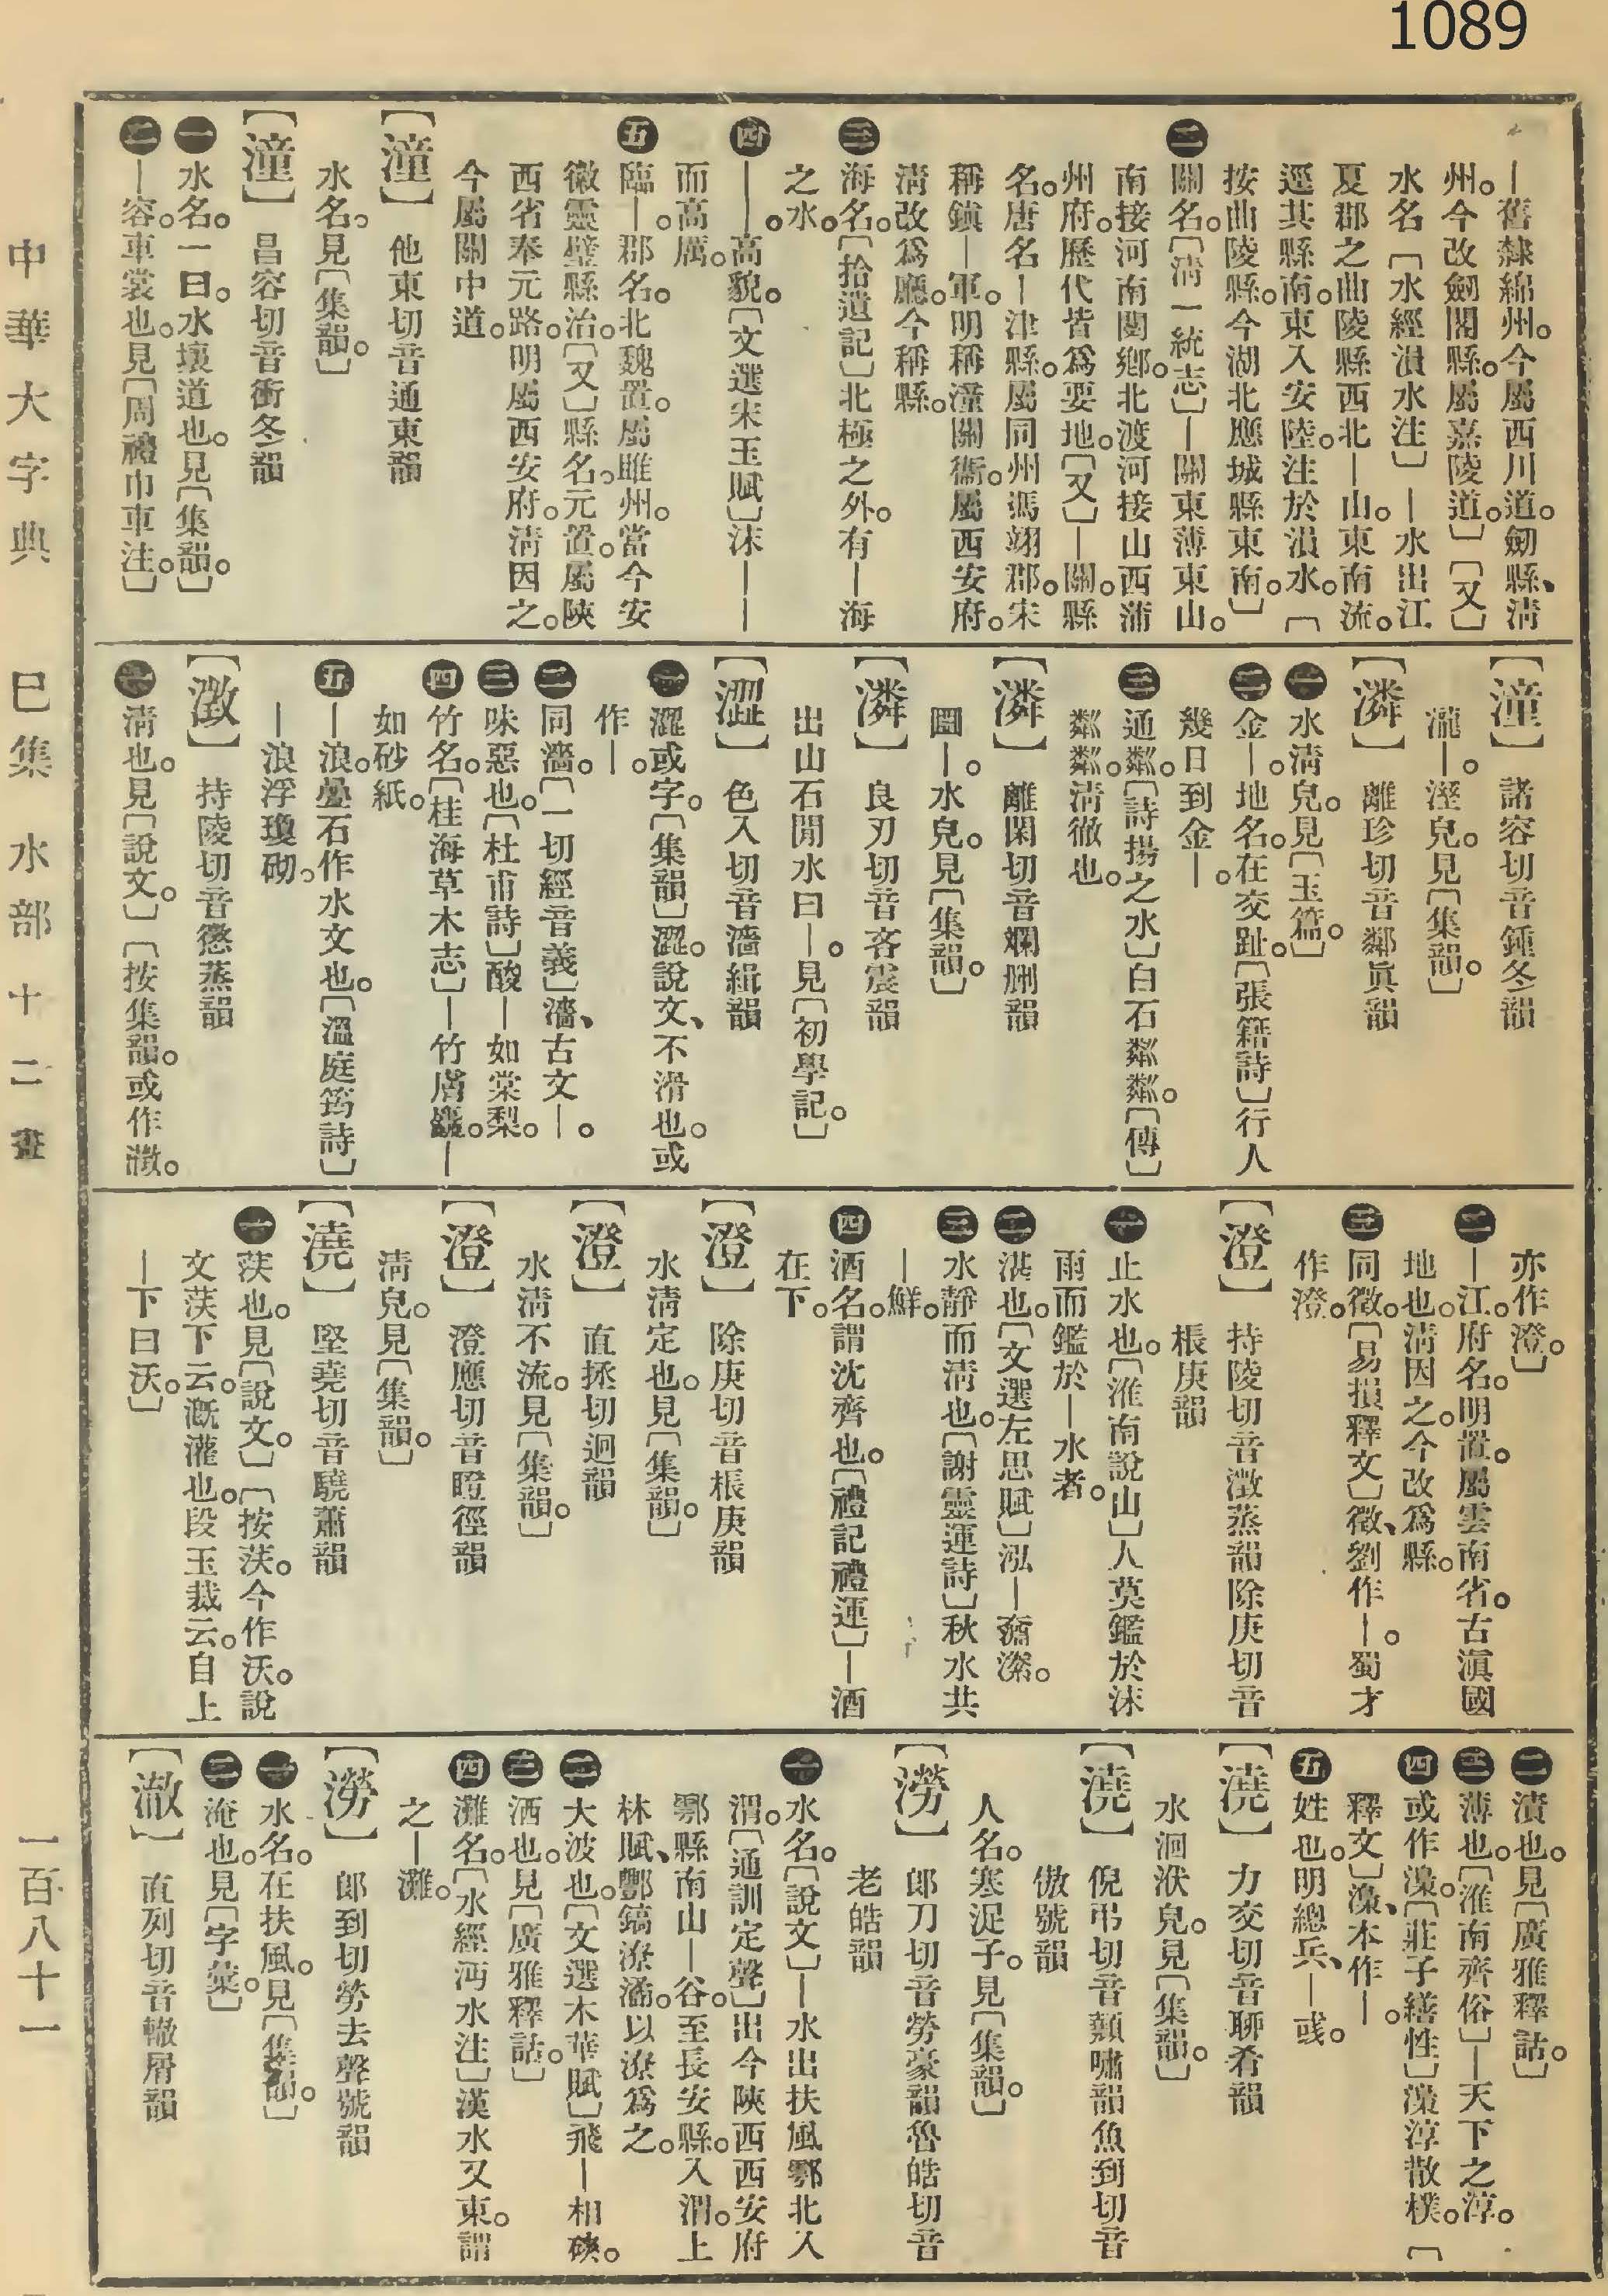 1089
｜舊隸綿州。今屬西川道。劒縣、淸
州。今改劒閣縣。屬嘉陵道。〕〔又〕
水名〔水經溳水注〕｜水出江
夏郡之曲陵縣西北｜山。東南流。
逕其縣南。東入安陸。注於溳水。〔
按曲陵縣。今湖北應城縣東南。〕
㊁關名。〔淸一統志〕｜關東薄東山。
南接河南閿鄕。北渡河接山西蒲
州府。歷代皆爲要地。〔又〕｜關。縣
名。唐名｜津縣。屬同州馮翊郡。宋
稱鎭｜軍。明稱潼關衞。屬西安府。
淸改爲廳。今稱縣。
㊂海名。〔拾遺記〕北極之外。有｜海
之水。
㊃｜｜。高貌。〔文選宋玉賦〕沫｜｜
而高厲。
㊄臨｜。郡名。北魏置。屬睢州。當今安
徽靈璧縣治。〔又〕縣名。元置。屬陝
西省奉元路。明屬西安府。淸因之。
今屬關中道。
〔潼〕他東切音通東韻
水名。見〔集韻。〕
〔潼〕昌容切音衝冬韻
㊀水名。一曰。水壞道也。見〔集韻。〕
㊁｜容。車裳也。見〔周禮巾車注。〕
〔潼〕諸容切音鍾冬韻
瀧｜。溼皃。見〔集韻。〕
〔潾〕離珍切音鄰眞韻
㊀水淸皃。見〔玉篇。〕
㊁金｜。地名。在交趾。〔張籍詩〕行人
幾日到金｜。
㊂通粼。〔詩揚之水〕白石粼粼。〔傳〕
粼粼。淸徹也。
〔潾〕離閑切音斕刪韻
圓｜。水皃。見〔集韻。〕
〔潾〕良刃切音吝震韻
出山石閒水曰｜。見〔初學記。〕
〔澀〕色入切音濇緝韻
㊀澀或字。〔集韻〕澀。說文、不滑也。或
作｜。
㊁同濇。〔一切經音義〕濇、古文｜。
㊂味惡也。〔杜甫詩〕酸｜如棠梨。
㊃竹名。〔桂海草木志〕｜竹膚麤｜
如砂紙。
㊄｜浪。壘石作水文也。〔溫庭筠詩〕
｜浪浮瓊砌。
〔澂〕持陵切音懲蒸韻
㊀淸也。見〔說文。〕〔按集韻。或作澂。
亦作澄。〕
㊁｜江。府名。明置。屬雲南省。古滇國
地也。淸因之。今改爲縣。
㊂同徵。〔易損釋文〕徵、劉作｜。蜀才
作澄。
〔澄〕持陵切音澂蒸韻除庚切音
棖庚韻
㊀止水也。〔淮南說山〕人莫鑑於沫
雨而鑑於｜水者。
㊁湛也。〔文選左思賦〕泓｜奫潫。
㊂水靜而淸也。〔謝靈運詩〕秋水共
｜鮮。
㊃酒名。謂沈齊也。〔禮記禮運〕｜酒
在下。
〔澄〕除庚切音棖庚韻
水淸定也。見〔集韻。〕
〔澄〕直拯切迥韻
水淸不流。見〔集韻。〕
〔澄〕澄應切音瞪徑韻
淸皃。見〔集韻。〕
〔澆〕堅堯切音驍蕭韻
㊀茨也。見〔說文。〕〔按茨。今作沃。說
文茨下云。漑灌也。段玉裁云。自上
｜下曰沃。〕
㊁漬也。見〔廣雅釋詁。〕
㊂薄也。〔淮南齊俗〕｜天下之淳。
㊃或作澡。〔莊子繕性〕澡淳散樸。〔
釋文〕澡、本作｜。
㊄姓也。明總兵、｜彧。
〔澆〕力交切音聊肴韻
水洄洑皃。見〔集韻。〕
〔澆〕倪弔切音顤嘯韻魚到切音
傲號韻
人名。寒浞子。見〔集韻。〕
〔澇〕郎刀切音勞豪韻魯皓切音
老皓韻
㊀水名。〔說文〕｜水出扶風鄠北入
渭。〔通訓定聲〕出今陝西西安府
鄠縣南山｜谷。至長安縣。入渭。上
林賦、酆鎬潦潏。以潦爲之。
㊁大波也。〔文選木華賦〕飛｜相磢。
㊂洒也。見〔廣雅釋詁。〕
㊃灘名。〔水經沔水注〕漢水又東。謂
之｜灘。
〔澇〕郎到切勞去聲號韻
㊀水名。在扶風。見〔集韻。〕
㊁淹也。見〔字彙。〕
〔澈〕直列切音轍屑韻
中華大字典 巳集 水部 十二畫 一百八十一